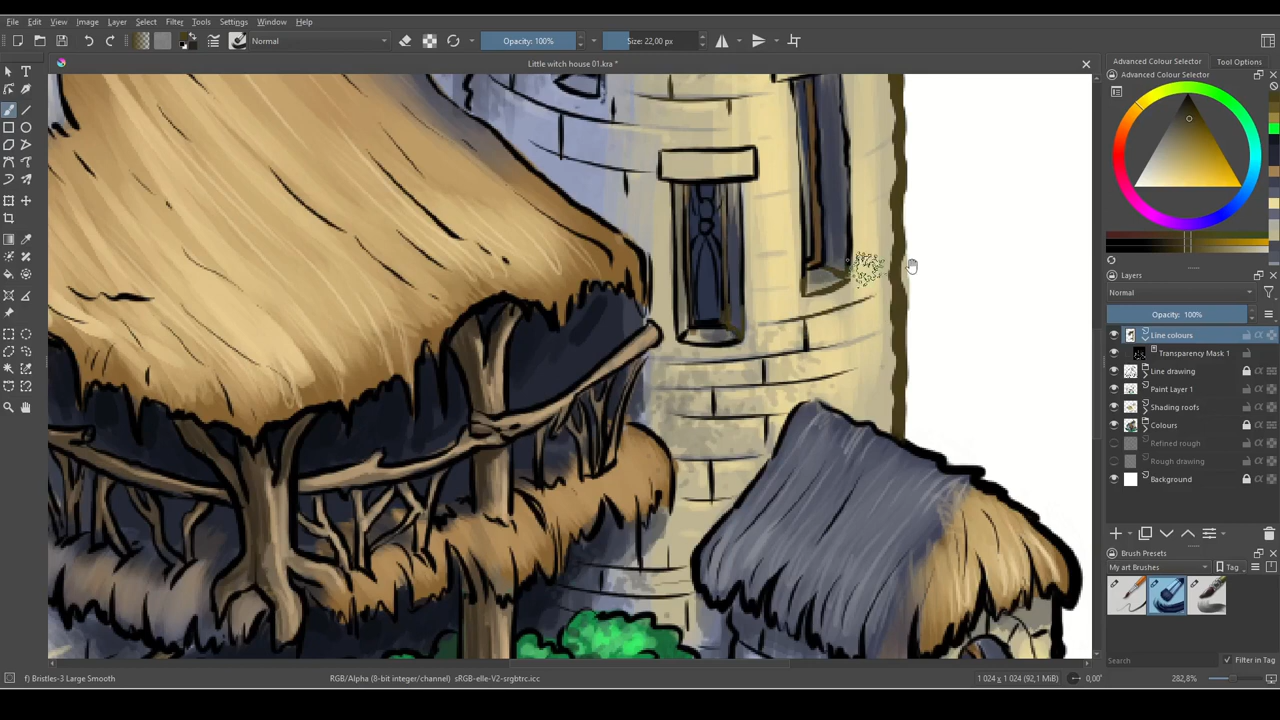 File Edit View Image Layer Select Filter Tools Settings Window Help
Normal Opacity: 100% Size: 22,00 px
Little witch house 01.kra *
Advanced Colour Selector Tool Options
Advanced Colour Selector
Layers
Normal
Opacity: 100%
Line colours
Transparency Mask 1
Line drawing
Paint Layer 1
Shading roofs
Colours
Refined rough
Rough drawing
Background
Brush Presets
My art Brushes Tag
Search Filter in Tag
f) Bristles-3 Large Smooth RGB/Alpha (8-bit integer/channel) sRGB-elle-V2-srgbtrc.icc 1 024 x 1 024 (92,1 MiB) 0,00° 282,8%